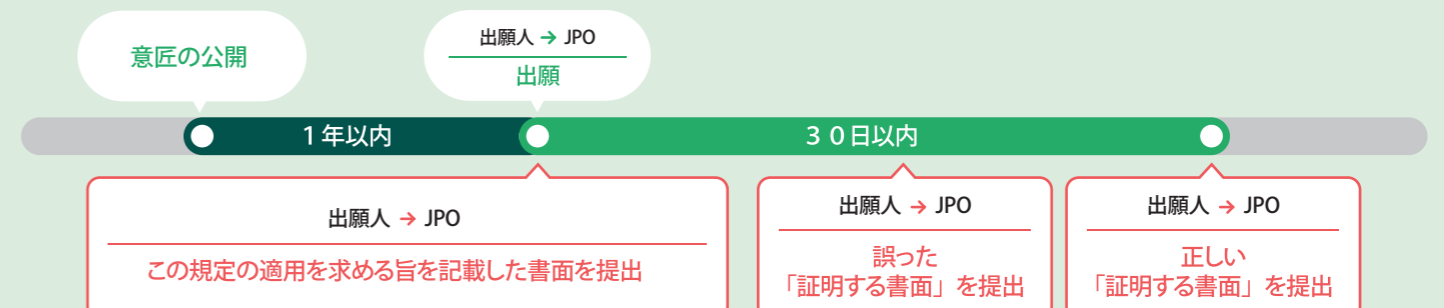 意匠の公開
出願人 → JPO
出願
1年以内
30日以内
出願人 → JPO
この規定の適用を求める旨を記載した書面を提出
出願人 → JPO
誤った
「証明する書面」を提出
出願人 → JPO
正しい
「証明する書面」を提出